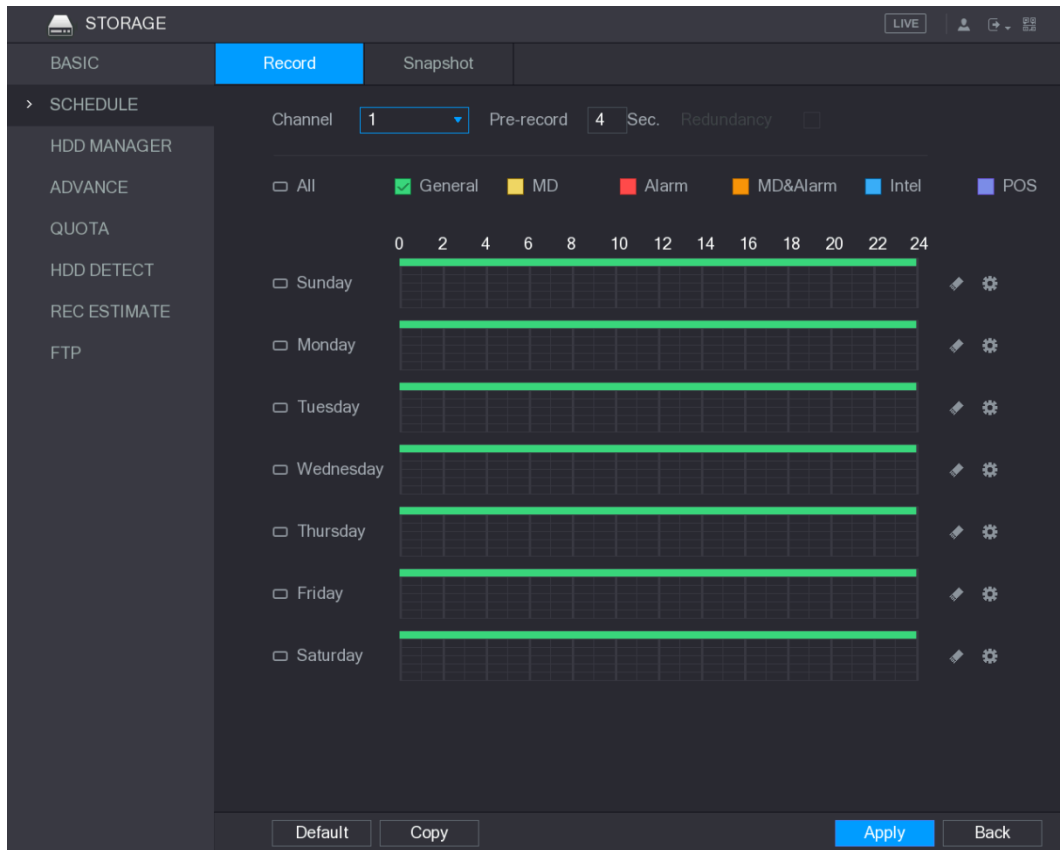 STORAGE LIVE
BASIC Record Snapshot
SCHEDULE
Channel 1 Pre-record 4 Sec. Redundancy
HDD MANAGER
ADVANCE All General MD Alarm MD&Alarm Intel POS
QUOTA
0 2 4 6 8 10 12 14 16 18 20 22 24
HDD DETECT Sunday
REC ESTIMATE
FTP Monday
Tuesday
Wednesday
Thursday
Friday
Saturday
Default Copy Apply Back